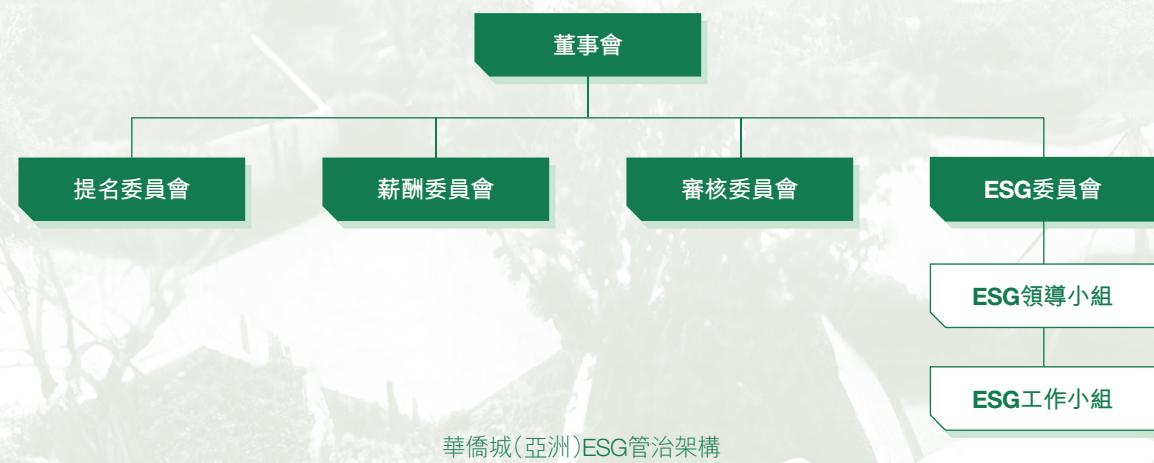 董事會
提名委員會
薪酬委員會
審核委員會
ESG委員會
ESG領導小組
ESG工作小組
華僑城(亞洲)ESG管治架構